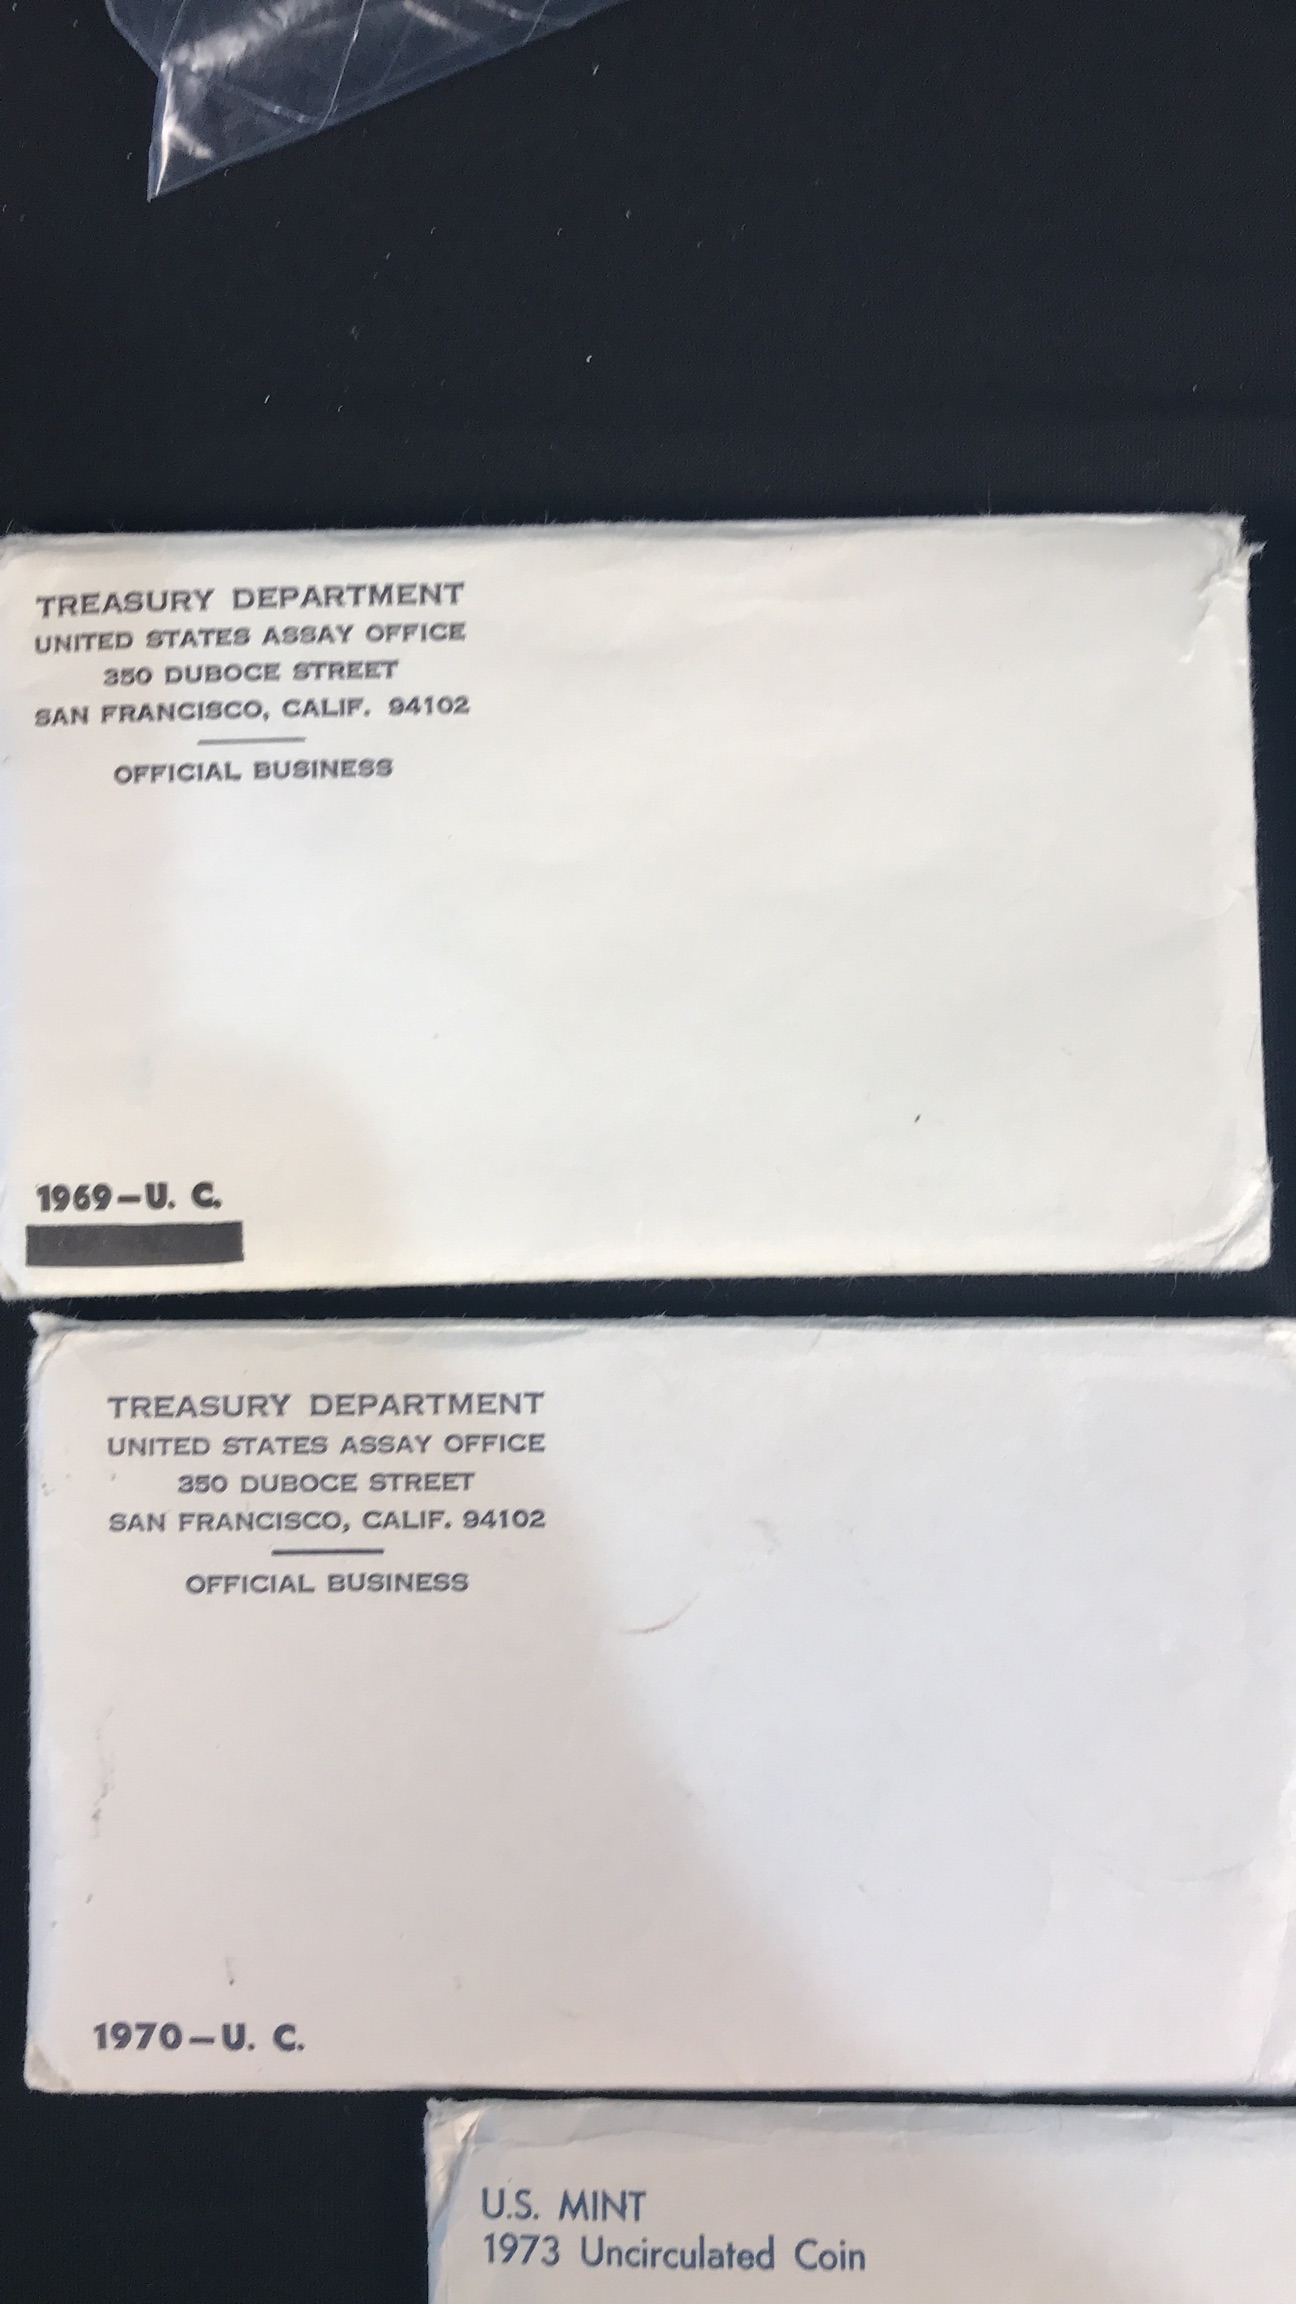 TREASURY DEPARTMENT
UNITED STATES ASSAY OFFICE
350 DUBOCE STREET
SAN FRANCISCO, CALIF. 94102
OFFICIAL BUSINESS
1969-U. C.
TREASURY DEPARTMENT
UNITED STATES ASSAY OFFICE
350 DUBOCE STREET
SAN FRANCISCO, CALIF. 94102
OFFICIAL BUSINESS
1970-U. C.
U.S. MINT
1973 Uncirculated Coin